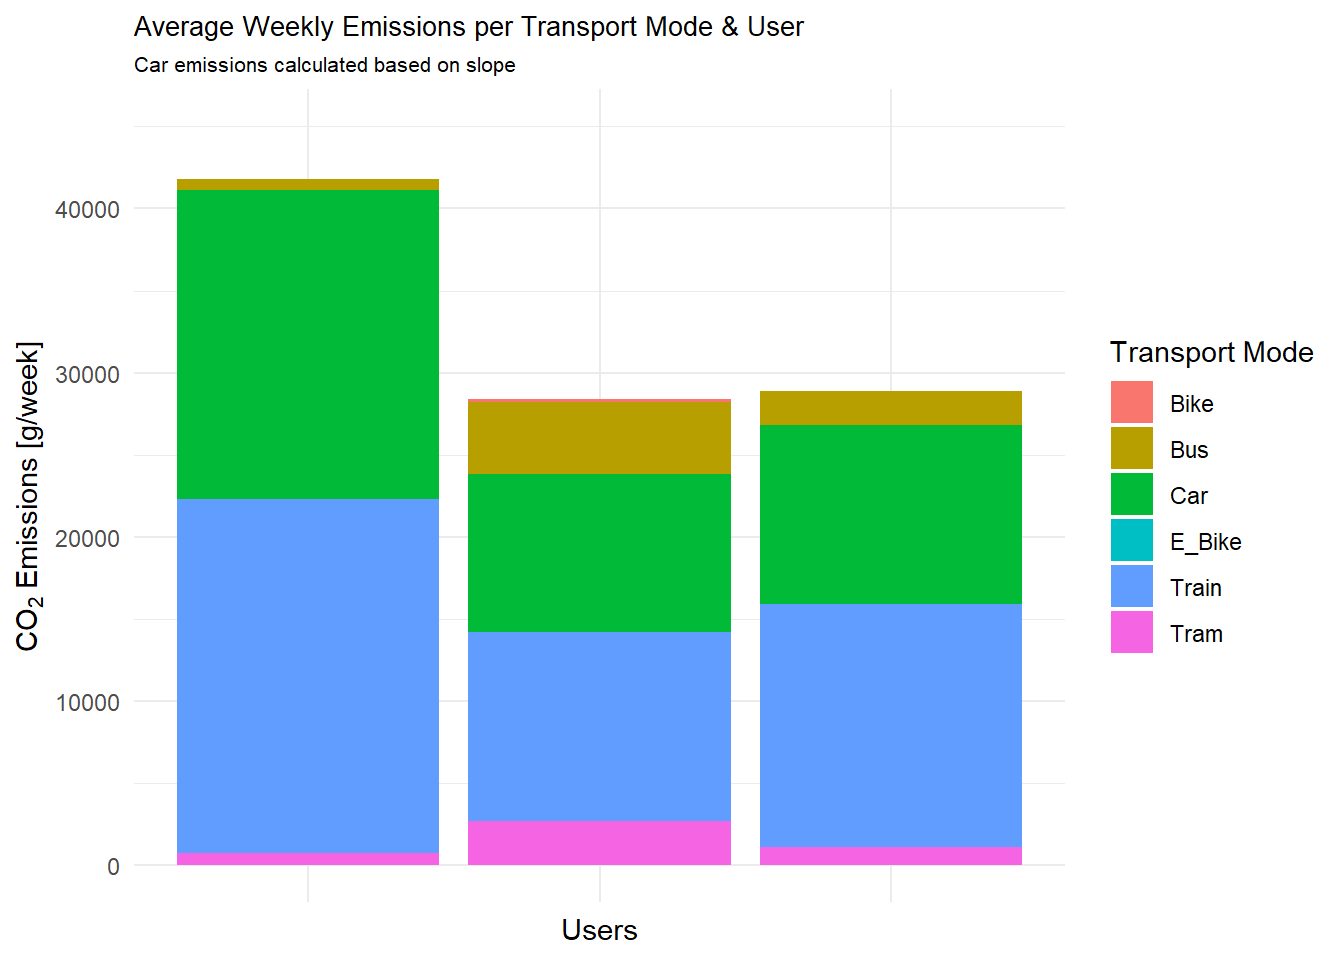 Average Weekly Emissions per Transport Mode & User
Car emissions calculated based on slope
CO₂ Emissions [g/week]
40000
30000
20000
10000
0
Users
Transport Mode
Bike
Bus
Car
E_Bike
Train
Tram